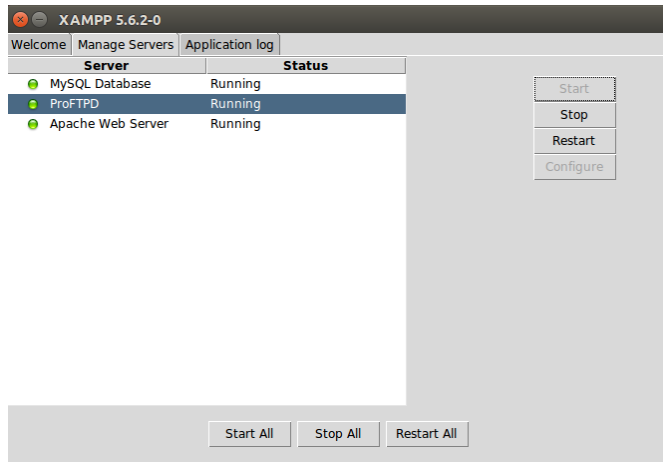 XAMPP 5.6.2-0
Welcome Manage Servers Application log
Server Status
MySQL Database Running
ProFTPD Running
Apache Web Server Running
Start
Stop
Restart
Configure
Start All Stop All Restart All